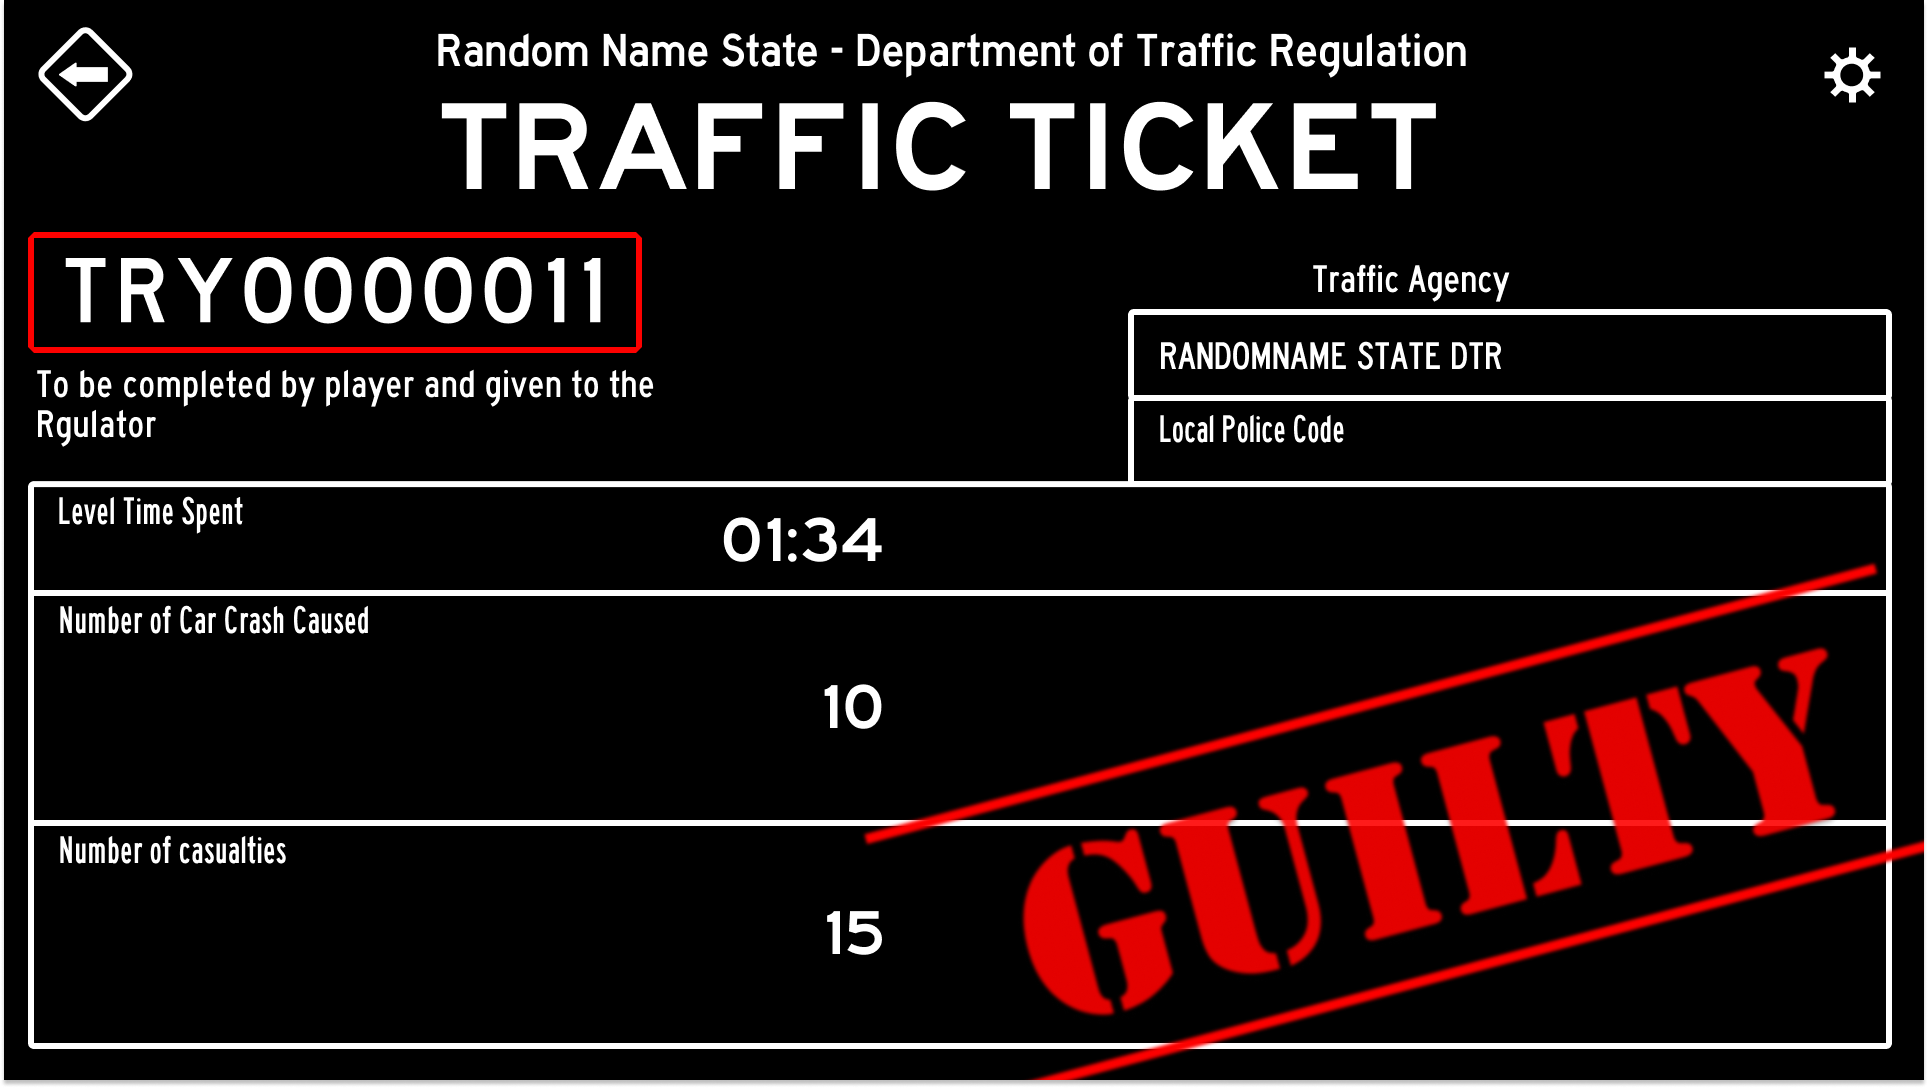 Random Name State - Department of Traffic Regulation
TRAFFIC TICKET
TRY0000011
To be completed by player and given to the
Rgulator
Traffic Agency
RANDOMNAME STATE DTR
Local Police Code
Level Time Spent
01:34
Number of Car Crash Caused
10
Number of casualties
15
GUILTY